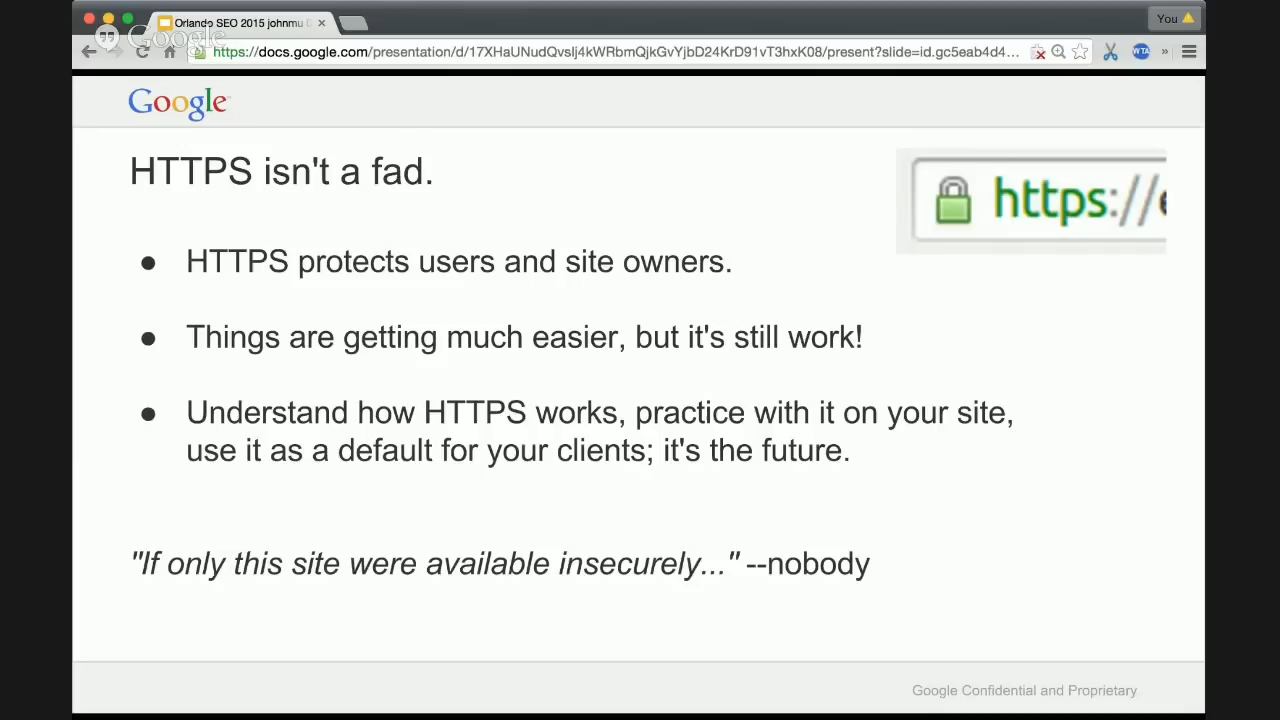 Orlando SEO 2015 johnmu
You
Google
https://docs.google.com/presentation/d/17XHaUNudQvsIj4kWRbmQjkGvYjbD24KrD91vT3hxK08/present?slide=id.gc5eab4d4...
WTA
Google
HTTPS isn't a fad.
https://
● HTTPS protects users and site owners.
● Things are getting much easier, but it's still work!
● Understand how HTTPS works, practice with it on your site,
use it as a default for your clients; it's the future.
"If only this site were available insecurely..." --nobody
Google Confidential and Proprietary